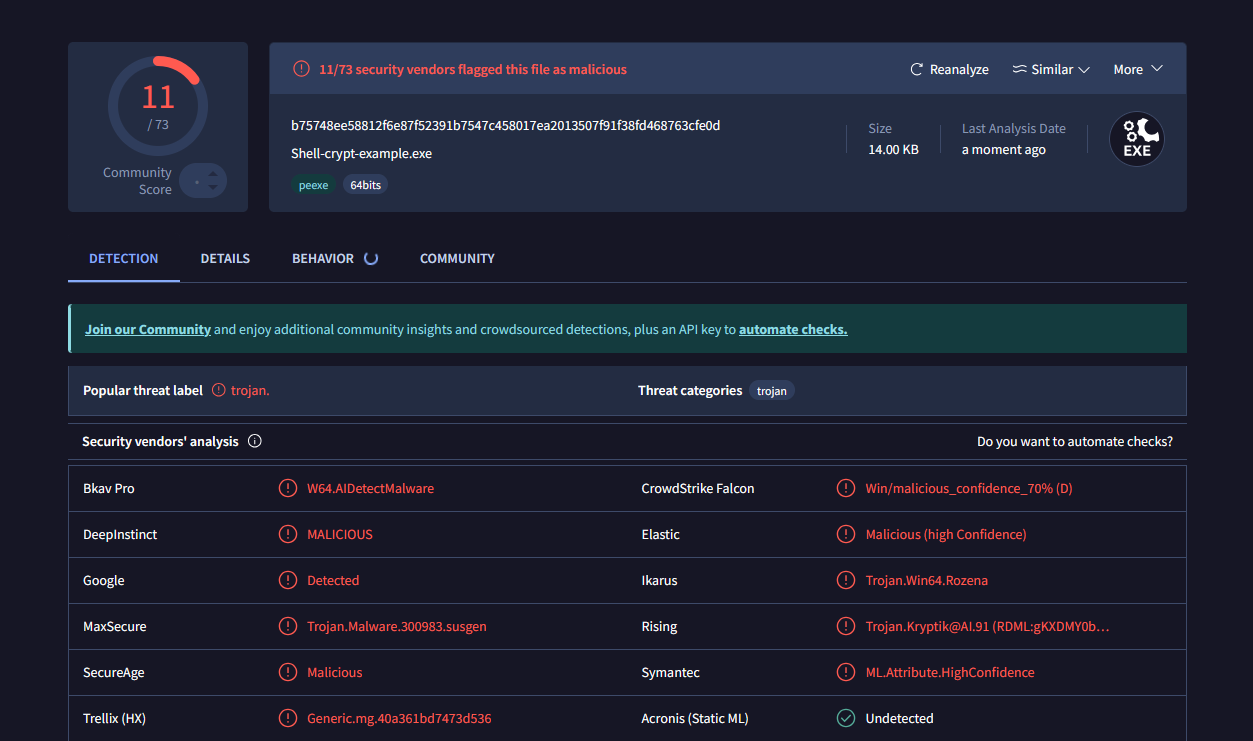 11
/ 73
Community
Score
11/73 security vendors flagged this file as malicious
Reanalyze Similar More
b75748ee58812f6e87f52391b7547c458017ea2013507f91f38fd468763cfe0d
Shell-crypt-example.exe
peexe 64bits
Size
14.00 KB
Last Analysis Date
a moment ago
EXE
DETECTION DETAILS BEHAVIOR COMMUNITY
Join our Community and enjoy additional community insights and crowdsourced detections, plus an API key to automate checks.
Popular threat label trojan. Threat categories trojan
Security vendors' analysis Do you want to automate checks?
Bkav Pro W64.AIDetectMalware CrowdStrike Falcon Win/malicious_confidence_70% (D)
DeepInstinct MALICIOUS Elastic Malicious (high Confidence)
Google Detected Ikarus Trojan.Win64.Rozena
MaxSecure Trojan.Malware.300983.susgen Rising Trojan.Kryptik@AI.91 (RDML:gKXDMY0b…
SecureAge Malicious Symantec ML.Attribute.HighConfidence
Trellix (HX) Generic.mg.40a361bd7473d536 Acronis (Static ML) Undetected